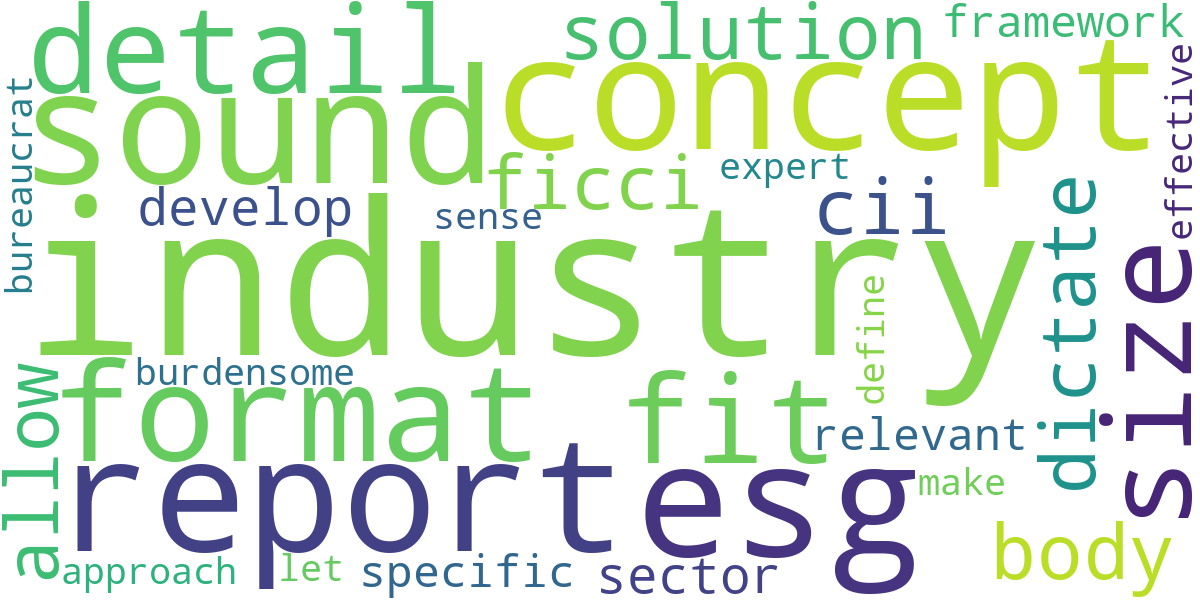 detail
solution
framework
sound
concept
effective
bureaucrat
ficci
expert
develop
sense
cii
dictate
size
industry
define
burdensome
allow
format
fit
relevant
report
esg
make
body
approach
let
specific
sector